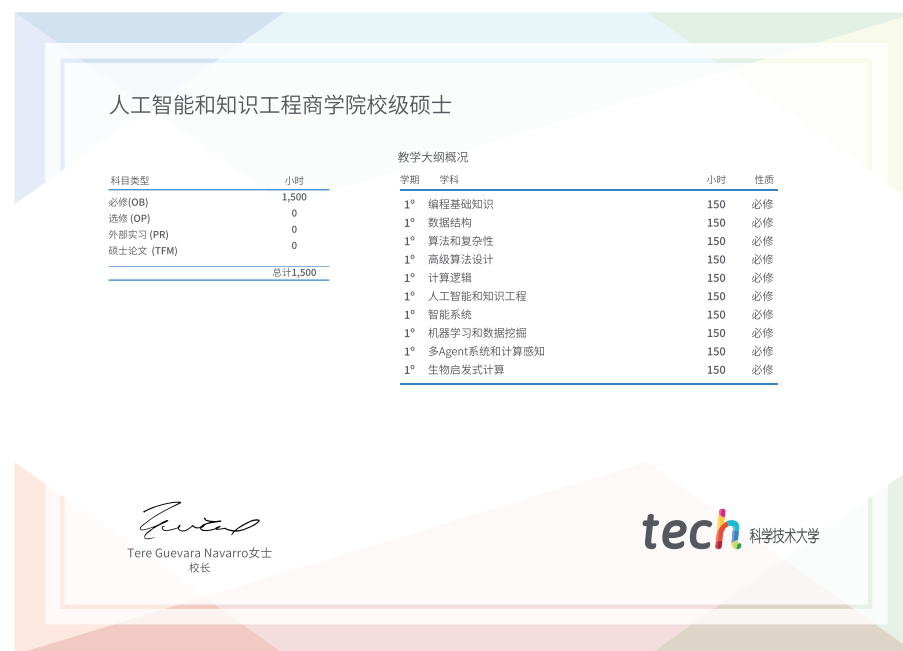 人工智能和知识工程商学院校级硕士
教学大纲概况
科目类型 小时
必修(OB) 1,500
选修 (OP) 0
外部实习 (PR) 0
硕士论文 (TFM) 0
总计1,500
学期 学科 小时 性质
1º 编程基础知识 150 必修
1º 数据结构 150 必修
1º 算法和复杂性 150 必修
1º 高级算法设计 150 必修
1º 计算逻辑 150 必修
1º 人工智能和知识工程 150 必修
1º 智能系统 150 必修
1º 机器学习和数据挖掘 150 必修
1º 多Agent系统和计算感知 150 必修
1º 生物启发式计算 150 必修
Tere Guevara Navarro女士
校长
tech 科学技术大学